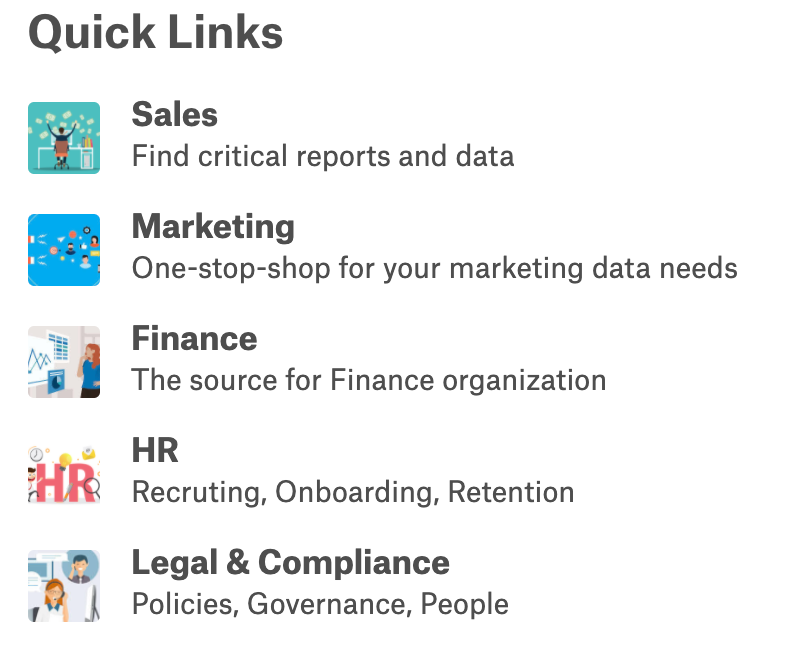 Quick Links
Sales
Find critical reports and data
Marketing
One-stop-shop for your marketing data needs
Finance
The source for Finance organization
HR
HR
Recruting, Onboarding, Retention
Legal & Compliance
Policies, Governance, People